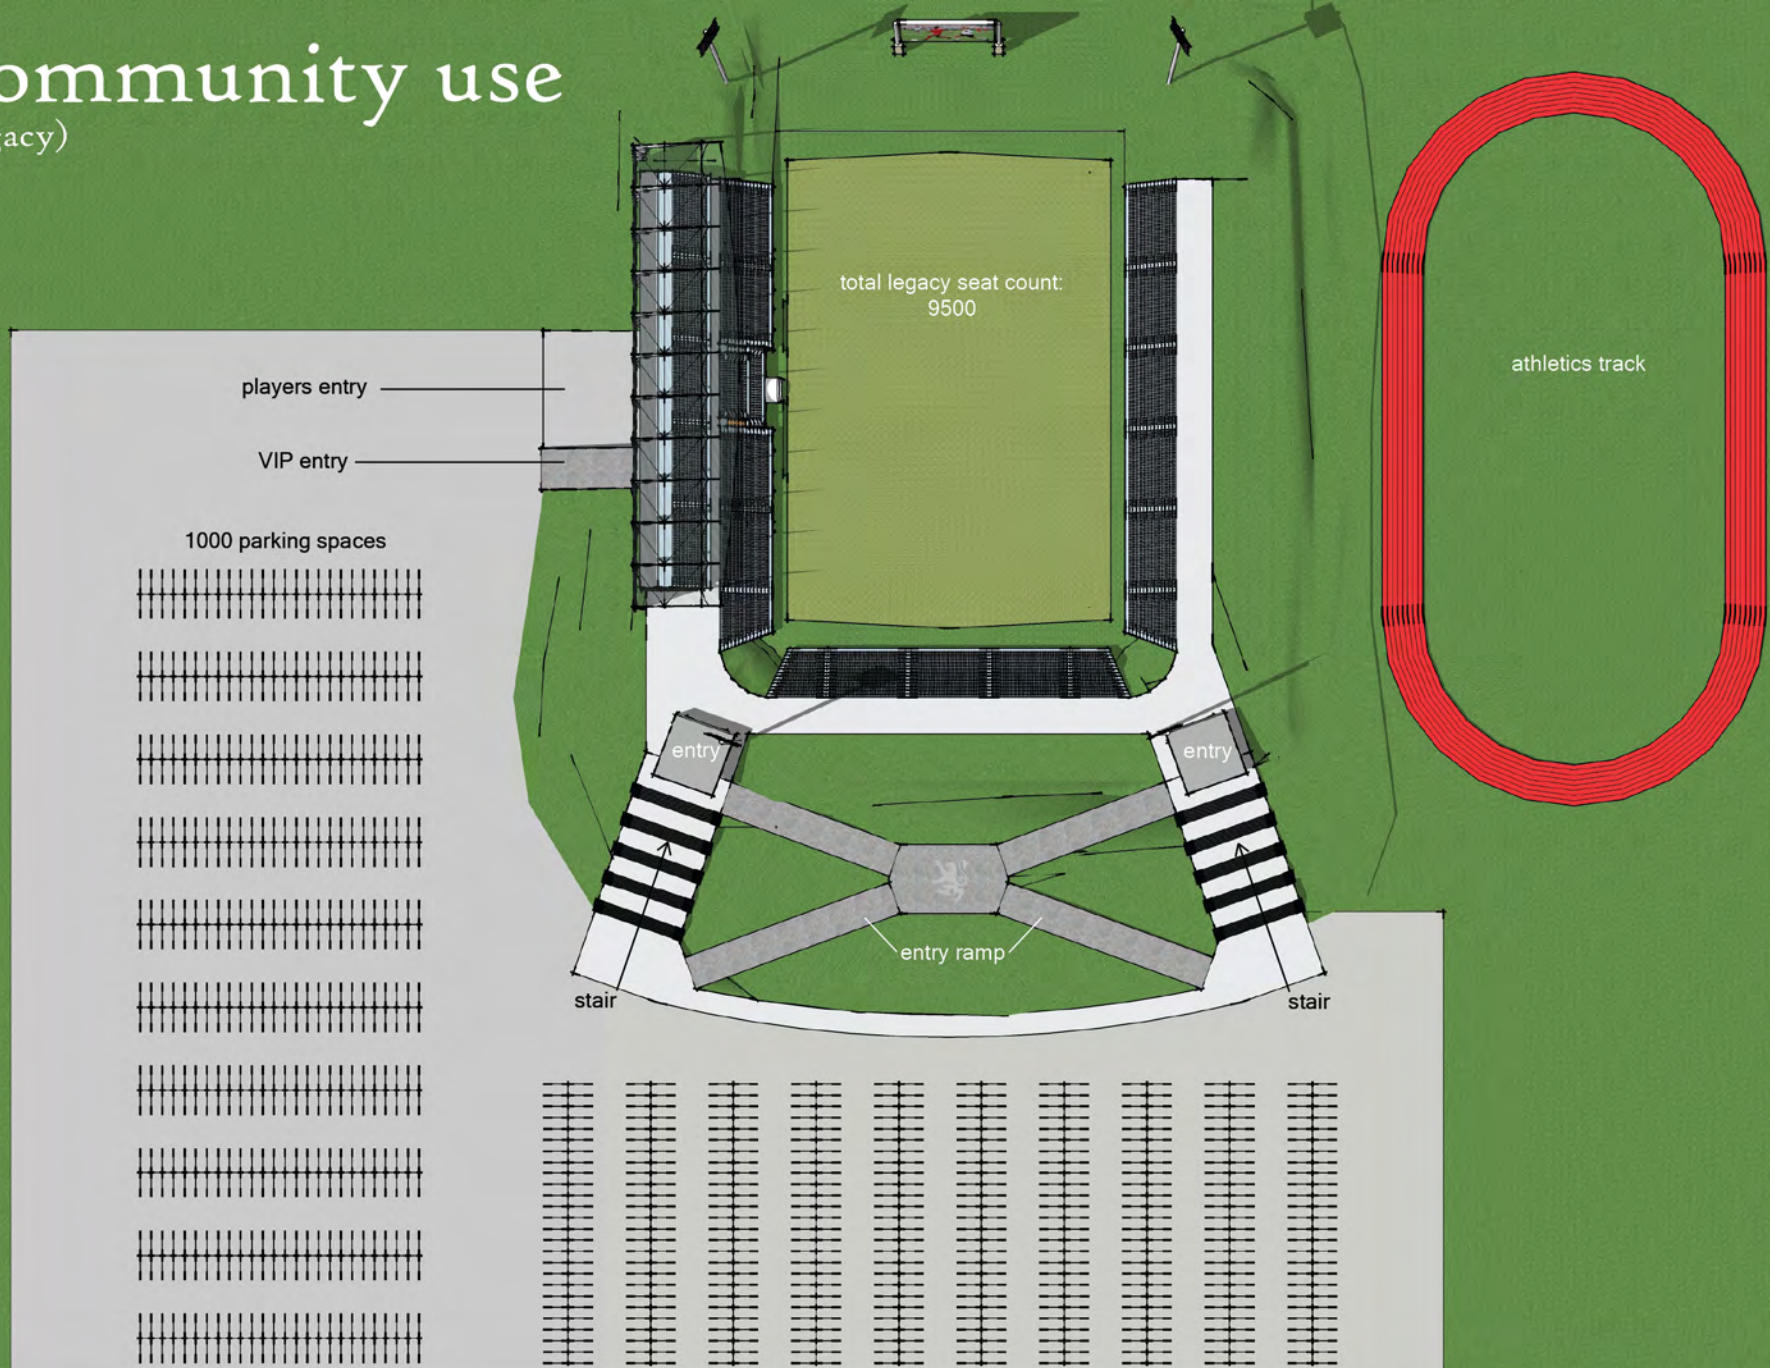 ommunity use
acy)
total legacy seat count:
9500
athletics track
players entry
VIP entry
1000 parking spaces
entry
entry
entry ramp
stair
stair